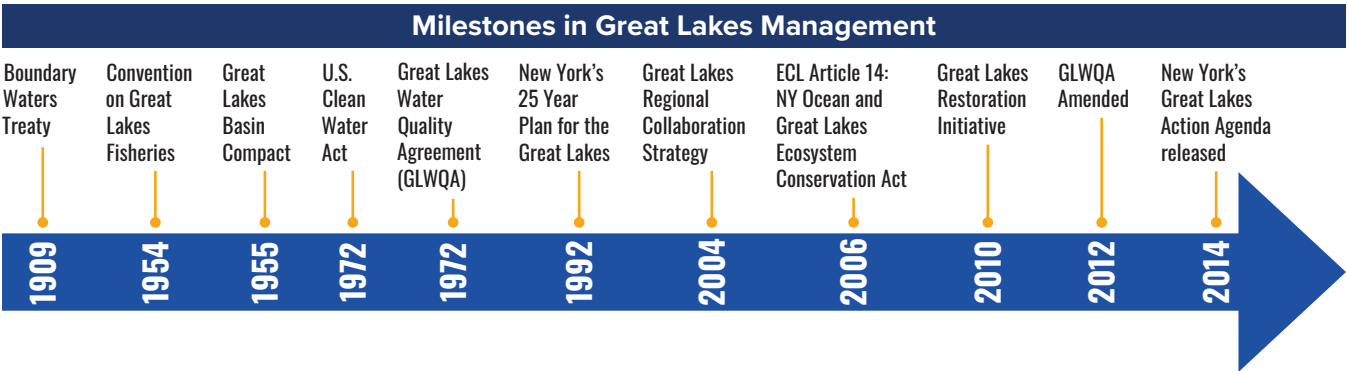 Milestones in Great Lakes Management
Boundary
Waters
Treaty
Convention
on Great
Lakes
Fisheries
Great
Lakes
Basin
Compact
U.S.
Clean
Water
Act
Great Lakes
Water
Quality
Agreement
(GLWQA)
New York's
25 Year
Plan for the
Great Lakes
Great Lakes
Regional
Collaboration
Strategy
ECL Article 14:
NY Ocean and
Great Lakes
Ecosystem
Conservation Act
Great Lakes
Restoration
Initiative
GLWQA
Amended
New York's
Great Lakes
Action Agenda
released
1909
1954
1955
1972
1972
1992
2004
2006
2010
2012
2014